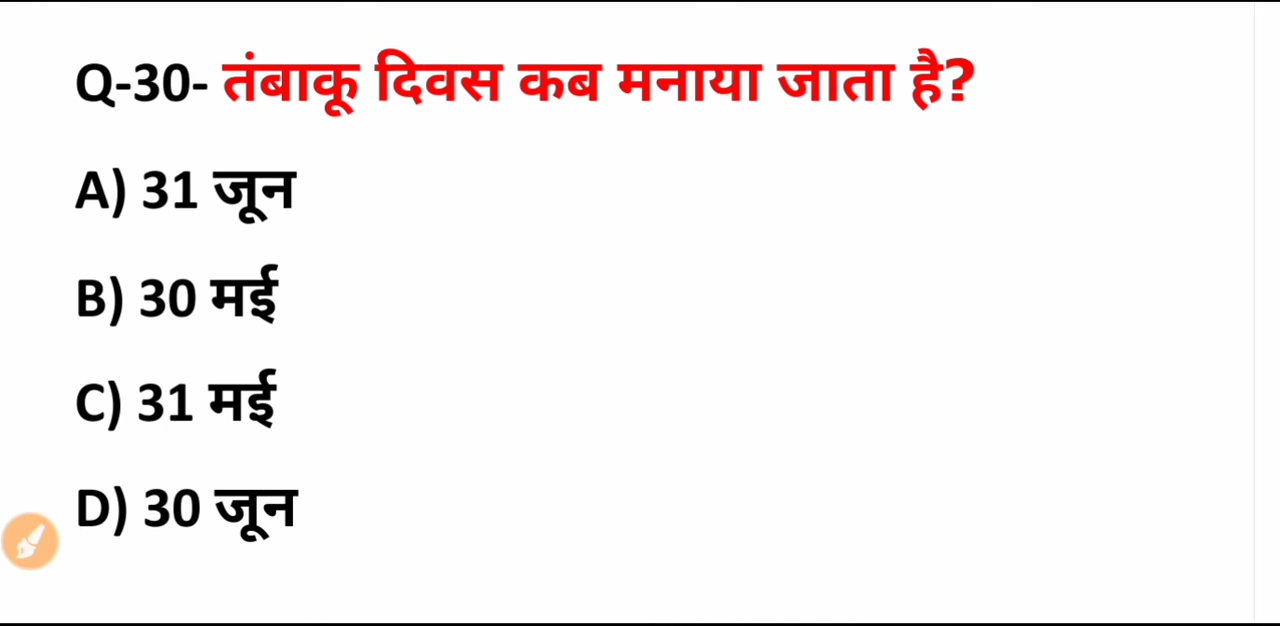 Q-30- तंबाकू दिवस कब मनाया जाता है?
A) 31 जून
B) 30 मई
C) 31 मई
D) 30 जून